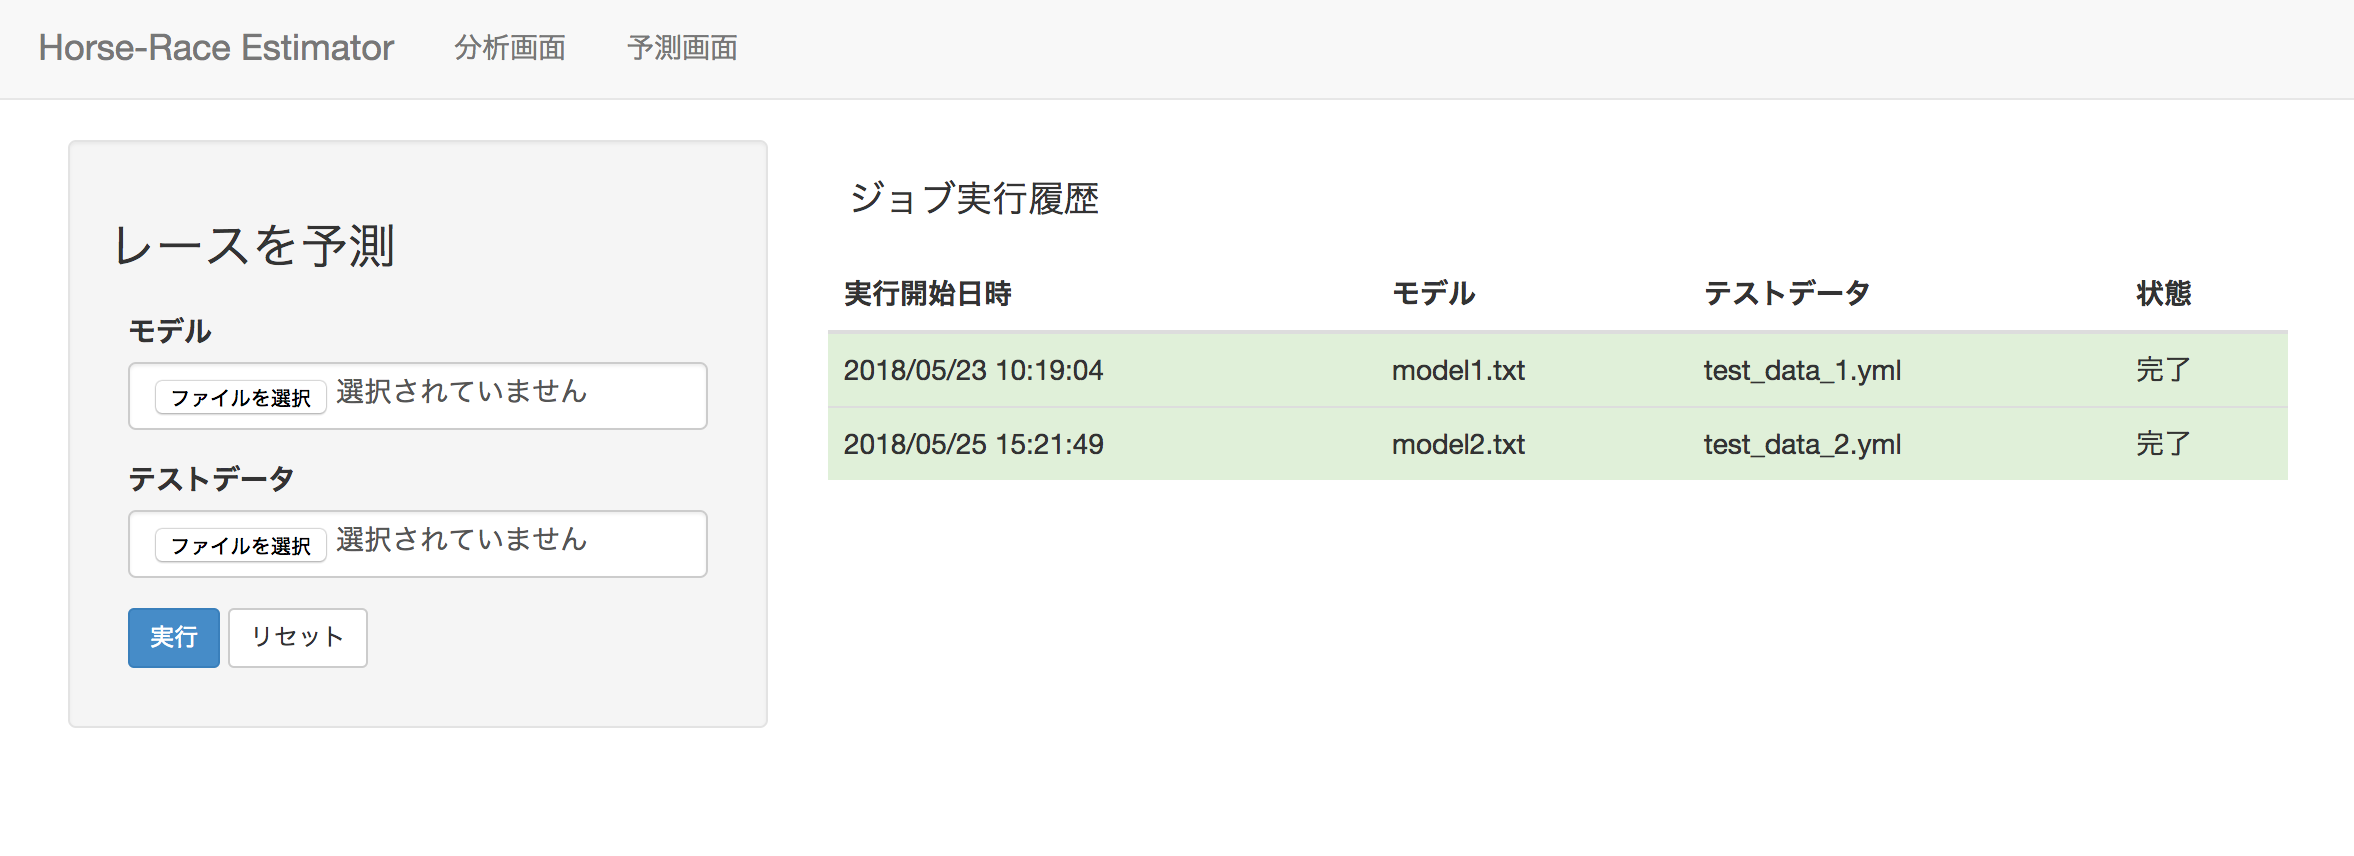 Horse-Race Estimator 分析画面 予測画面
レースを予測
モデル
ファイルを選択 選択されていません
テストデータ
ファイルを選択 選択されていません
実行 リセット
ジョブ実行履歴
実行開始日時 モデル テストデータ 状態
2018/05/23 10:19:04 model1.txt test_data_1.yml 完了
2018/05/25 15:21:49 model2.txt test_data_2.yml 完了